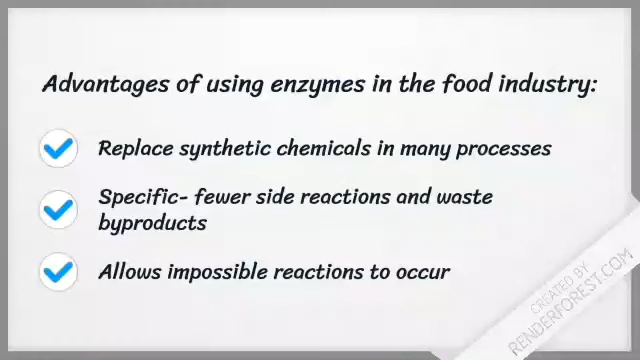 Advantages of using enzymes in the food industry:
Replace synthetic chemicals in many processes
Specific- fewer side reactions and waste
byproducts
Allows impossible reactions to occur
CREATED BY
RENDERFOREST.COM